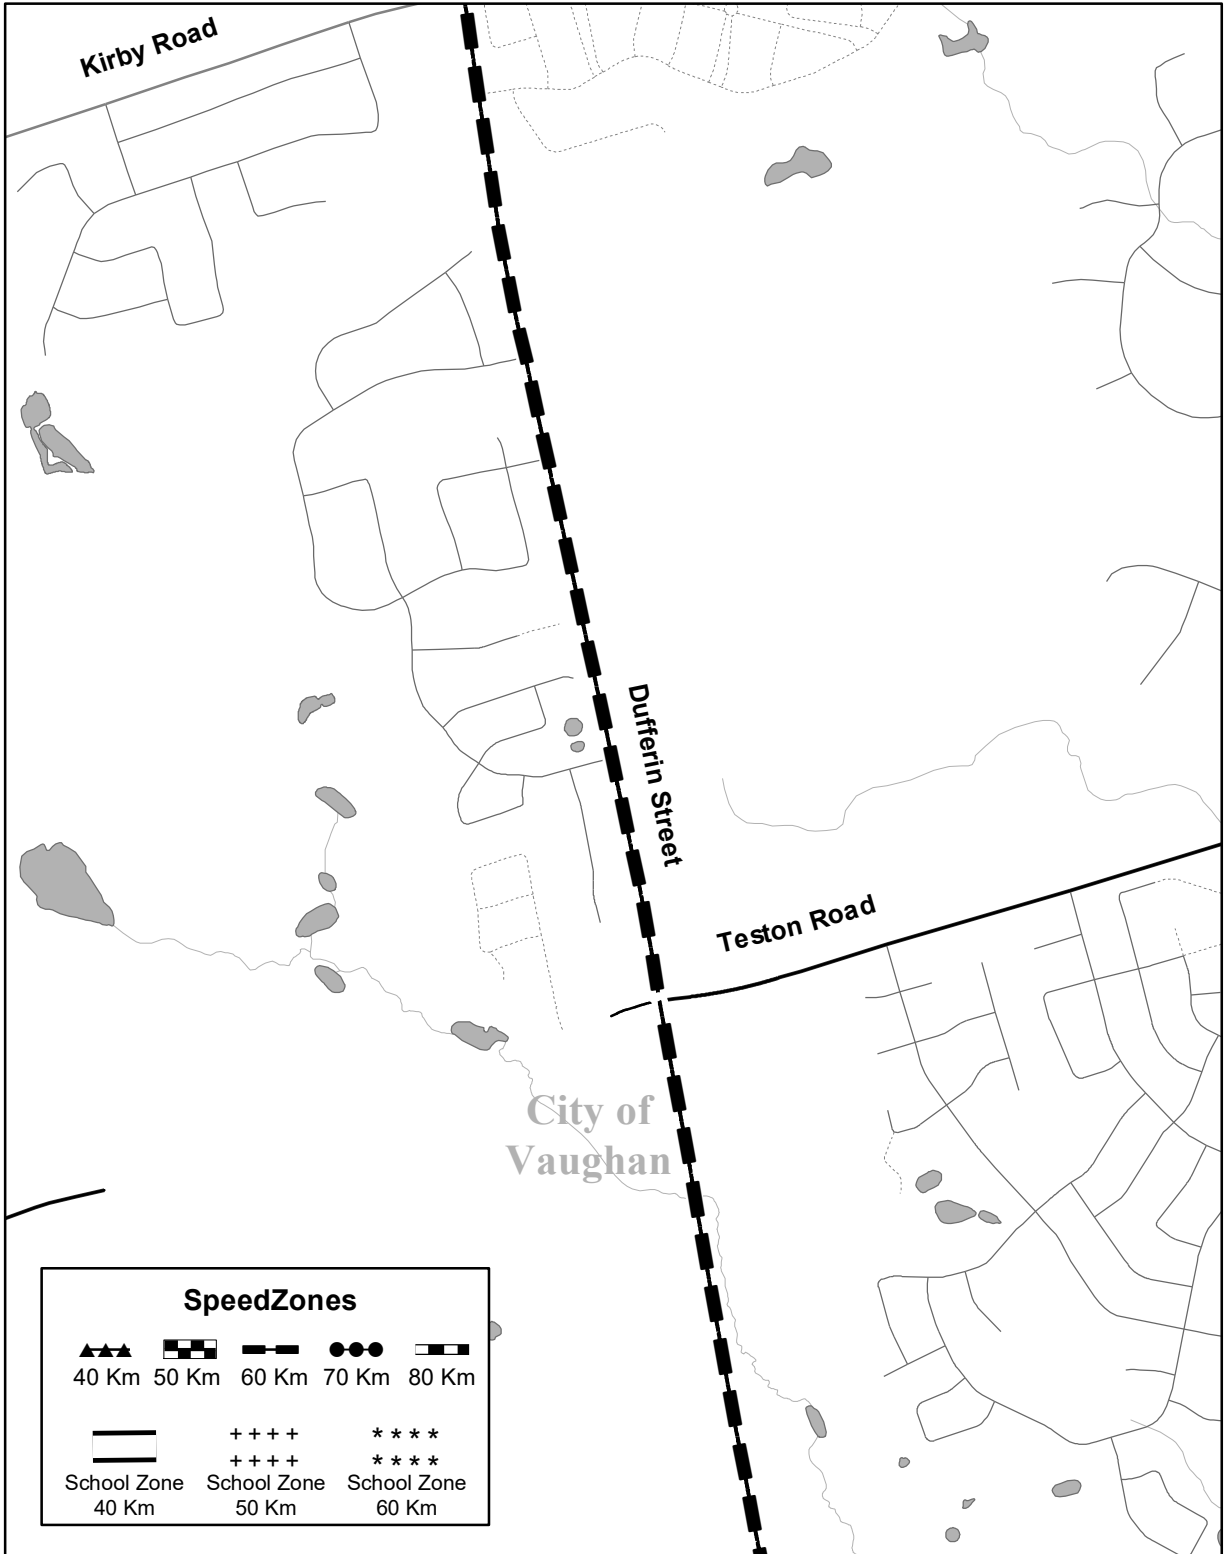 Kirby Road
Dufferin Street
Teston Road
City of
Vaughan
SpeedZones
40 Km 50 Km 60 Km 70 Km 80 Km
School Zone School Zone School Zone
40 Km 50 Km 60 Km